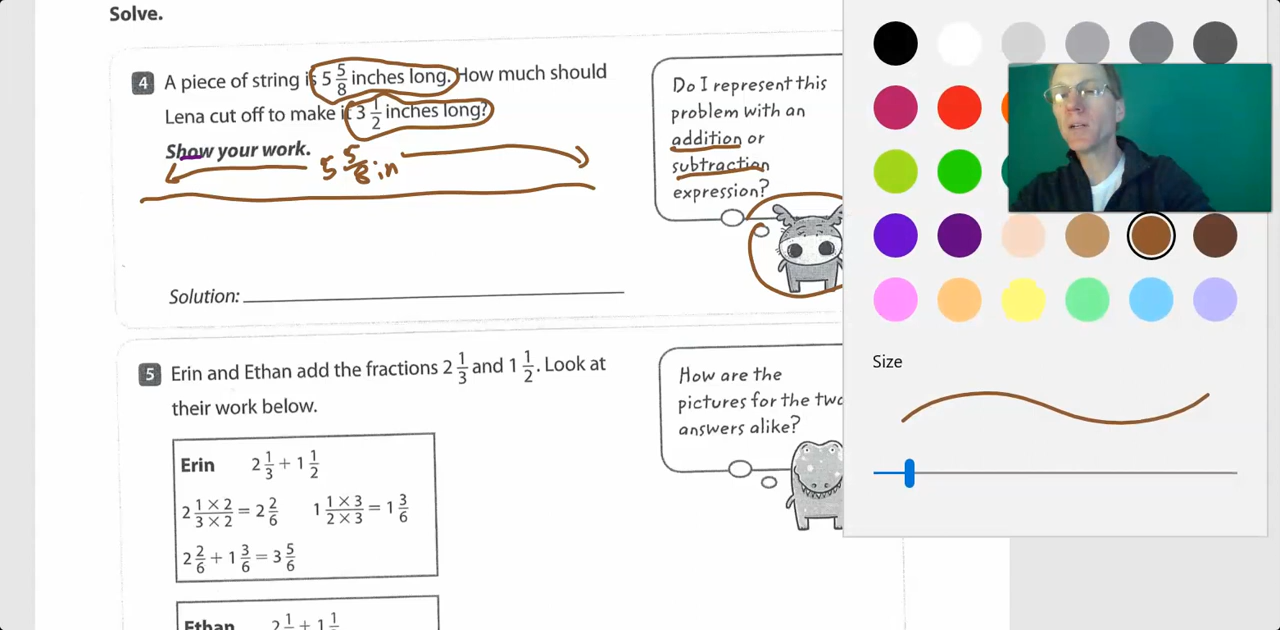 Solve.
4 A piece of string is 5 5/8 inches long. How much should
Lena cut off to make it 3 1/2 inches long?
Show your work.
5 5/8 in
Solution:
Do I represent this
problem with an
addition or
subtraction
expression?
5 Erin and Ethan add the fractions 2 1/3 and 1 1/2. Look at
their work below.
Erin 2 1/3 + 1 1/2
2 1 × 2/3 × 2 = 2 2/6 1 1 × 3/2 × 3 = 1 3/6
2 2/6 + 1 3/6 = 3 5/6
How are the
pictures for the two
answers alike?
Ethan 2 1/ + 1 1/
Size